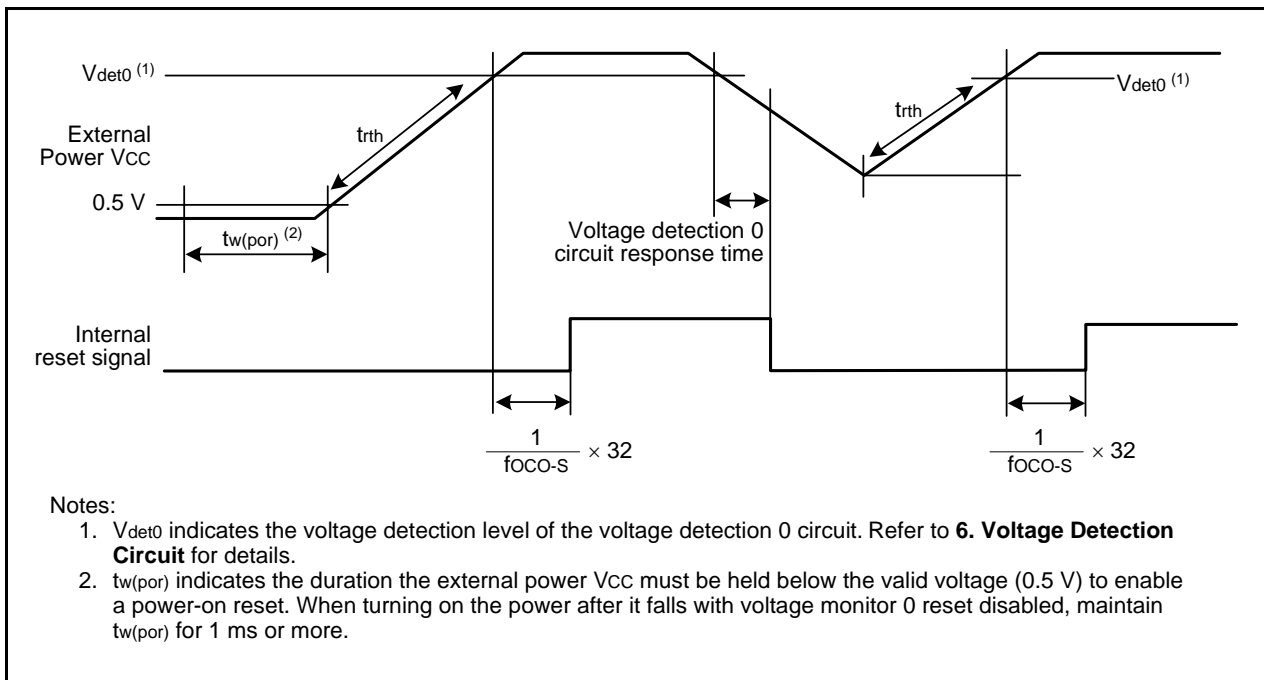 Vdet0 (1)
trth
External
Power VCC
0.5 V
tw(por) (2)
Voltage detection 0
circuit response time
trth
Vdet0 (1)
Internal
reset signal
1
fOCO-S
× 32
1
fOCO-S
× 32
Notes:
1. Vdet0 indicates the voltage detection level of the voltage detection 0 circuit. Refer to 6. Voltage Detection
Circuit for details.
2. tw(por) indicates the duration the external power VCC must be held below the valid voltage (0.5 V) to enable
a power-on reset. When turning on the power after it falls with voltage monitor 0 reset disabled, maintain
tw(por) for 1 ms or more.